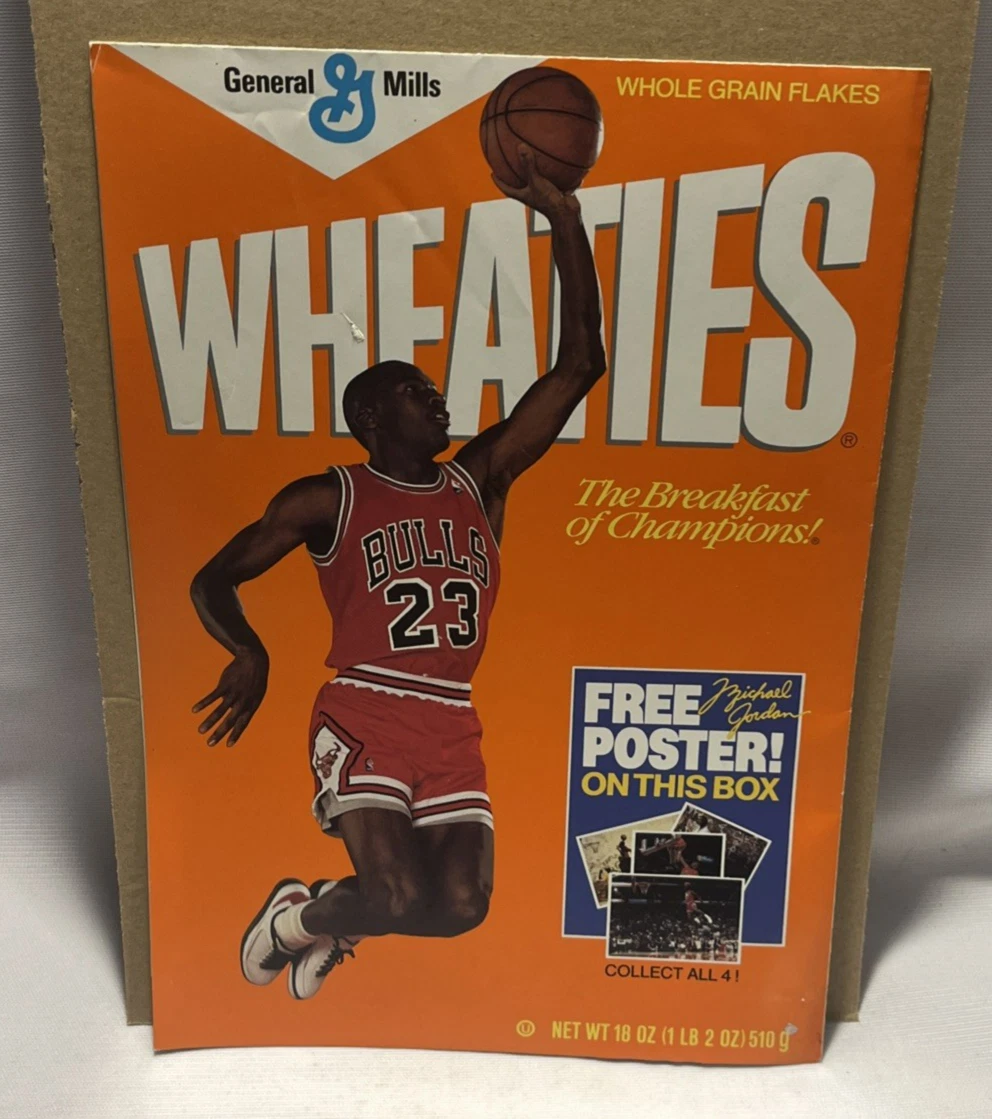 General Mills
WHOLE GRAIN FLAKES
WHEATIES®
The Breakfast
of Champions!®
BULLS
23
FREE Michael
Jordan
POSTER!
ON THIS BOX
COLLECT ALL 4!
Ⓤ NET WT 18 OZ (1 LB 2 OZ) 510 g